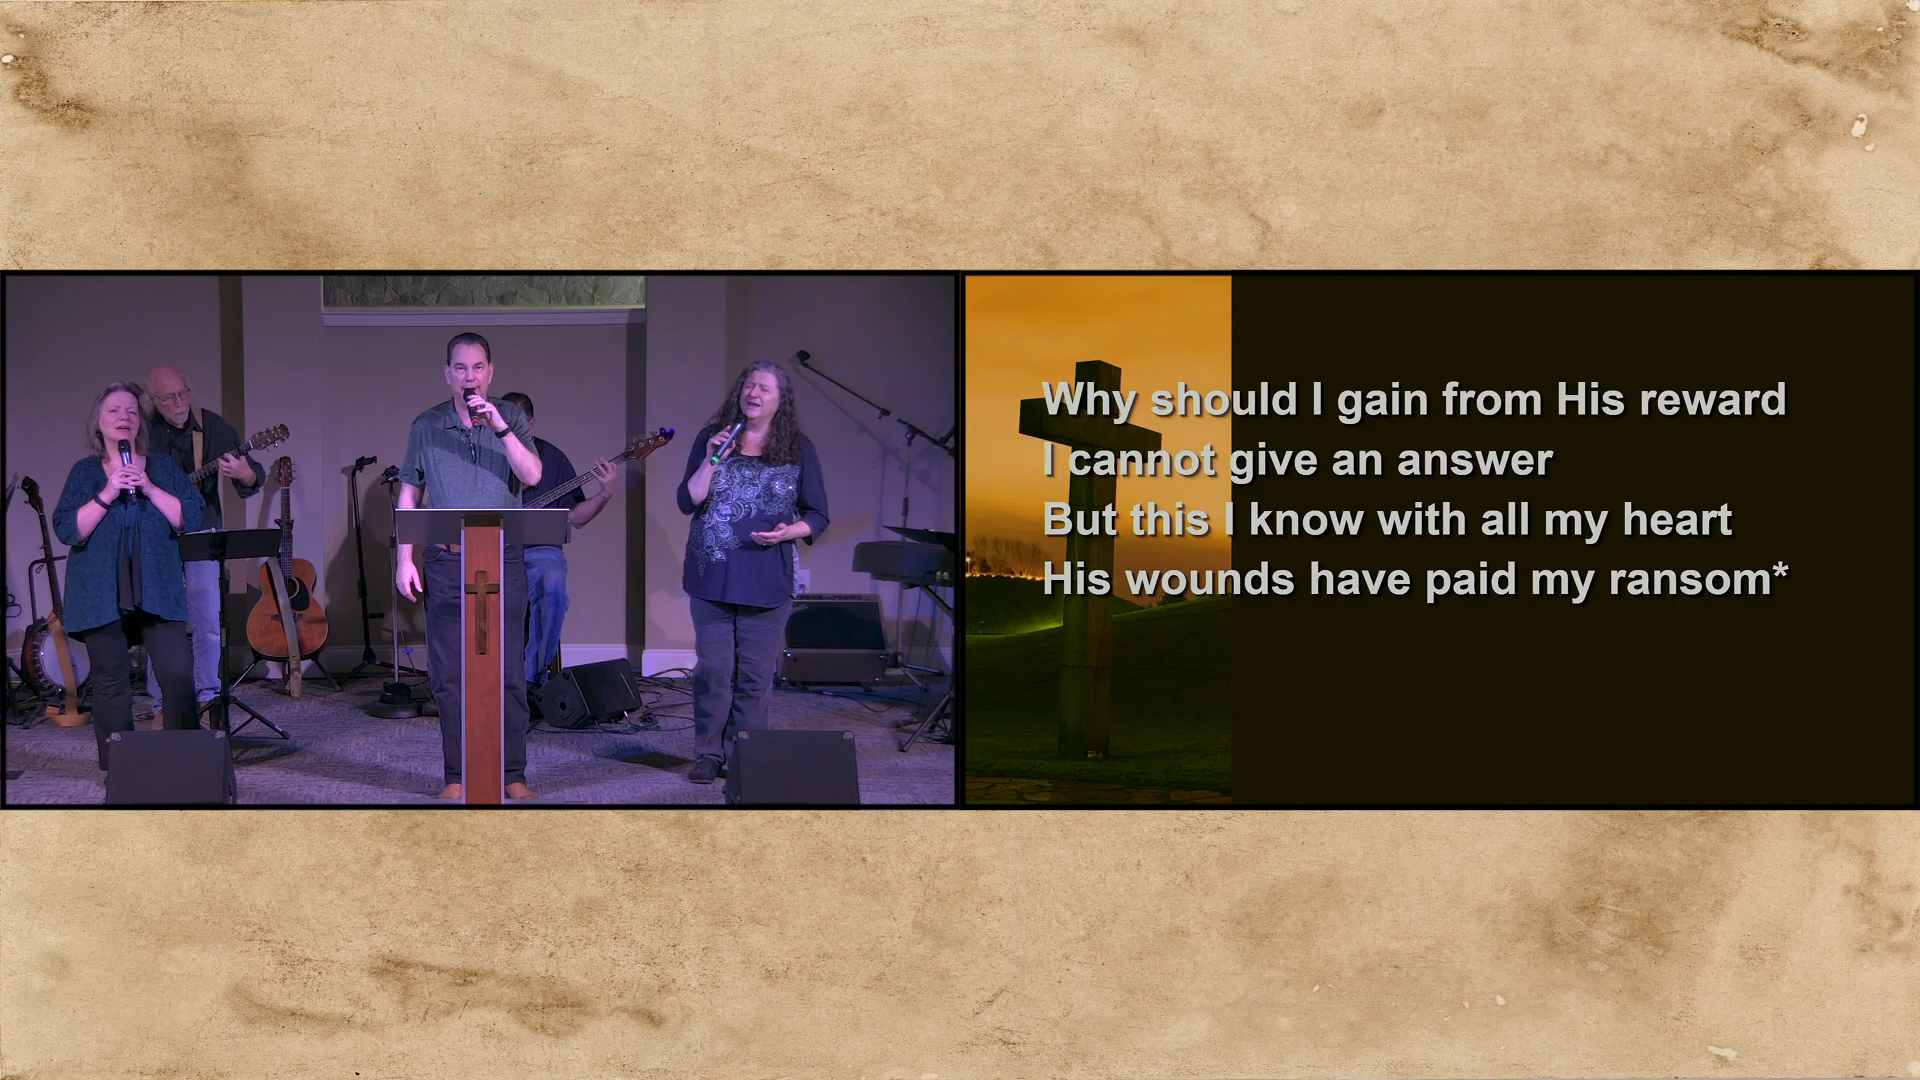 Why should I gain from His reward
I cannot give an answer
But this I know with all my heart
His wounds have paid my ransom*